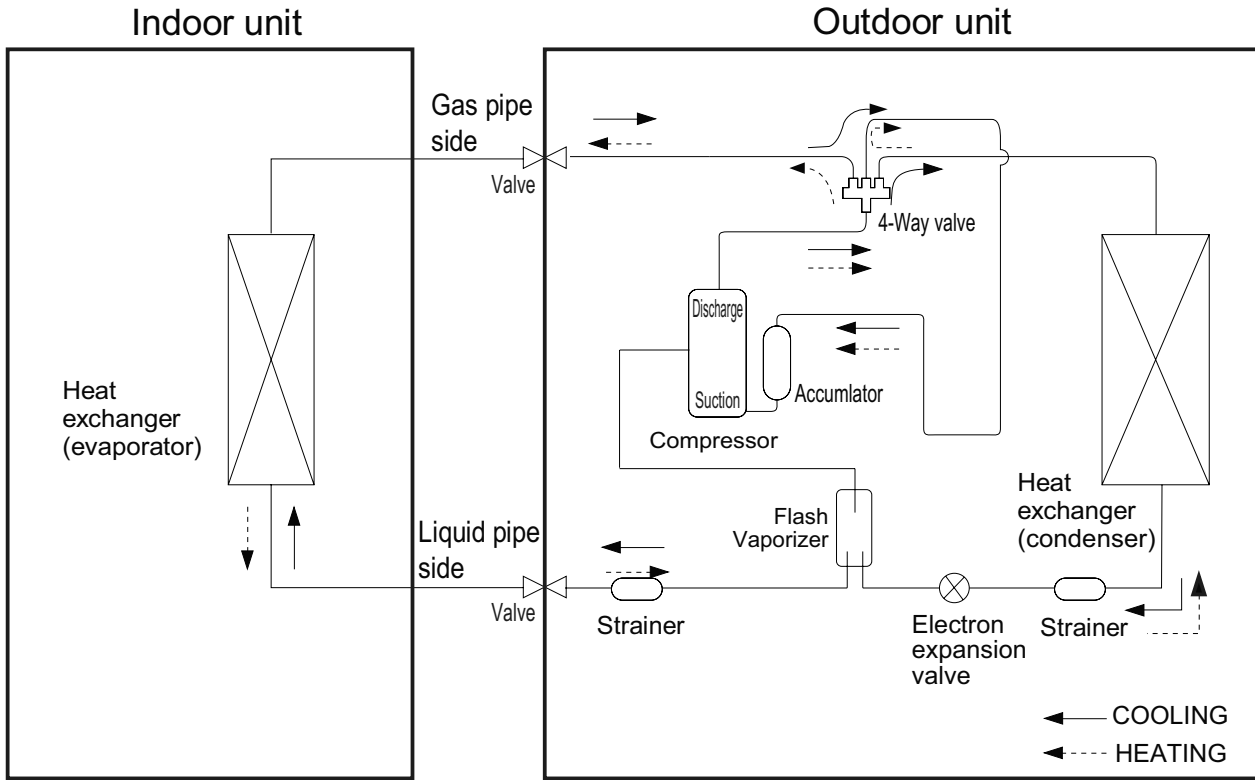 Indoor unit
Outdoor unit
Gas pipe
side
Valve
4-Way valve
Discharge
Suction
Accumlator
Compressor
Heat
exchanger
(evaporator)
Heat
exchanger
(condenser)
Flash
Vaporizer
Liquid pipe
side
Valve
Strainer
Electron
expansion
valve
Strainer
COOLING
HEATING